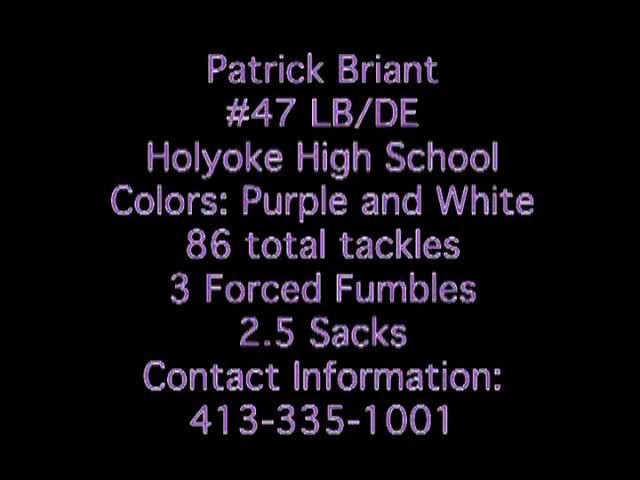 Patrick Briant
#47 LB/DE
Holyoke High School
Colors: Purple and White
86 total tackles
3 Forced Fumbles
2.5 Sacks
Contact Information:
413-335-1001